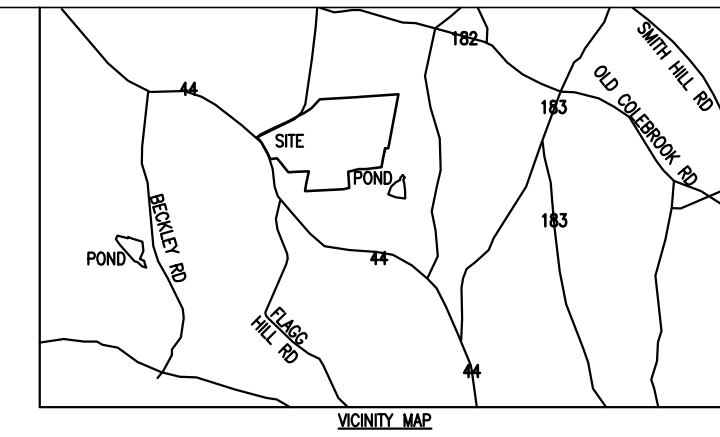 SMITH HILL RD
182
OLD COLEBROOK RD
44
183
SITE
POND
BECKLEY RD
183
POND
44
FLAGG
HILL RD
44
VICINITY MAP